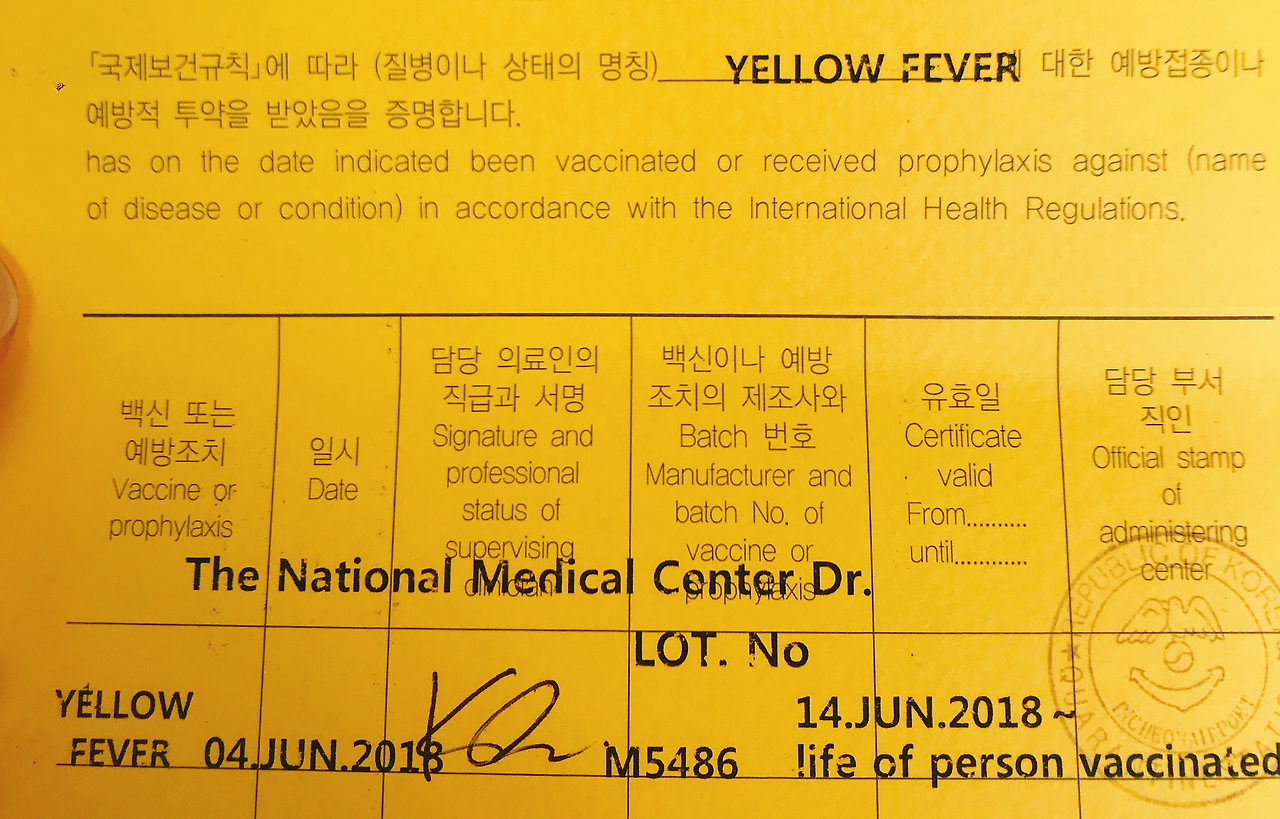 「국제보건규칙」에 따라 (질병이나 상태의 명칭) YELLOW FEVER에 대한 예방접종이나
예방적 투약을 받았음을 증명합니다.
has on the date indicated been vaccinated or received prophylaxis against (name
of disease or condition) in accordance with the International Health Regulations.
백신 또는
예방조치
Vaccine or
prophylaxis
일시
Date
담당 의료인의
직급과 서명
Signature and
professional
status of
supervising
clinician
백신이나 예방
조치의 제조사와
Batch 번호
Manufacturer and
batch No. of
vaccine or
prophylaxis
유효일
Certificate
valid
From..........
until............
담당 부서
직인
Official stamp
of
administering
center
The National Medical Center Dr.
LOT. No
YELLOW
FEVER 04.JUN.2018
M5486
14.JUN.2018 ~
life of person vaccinated
REPUBLIC OF KOREA